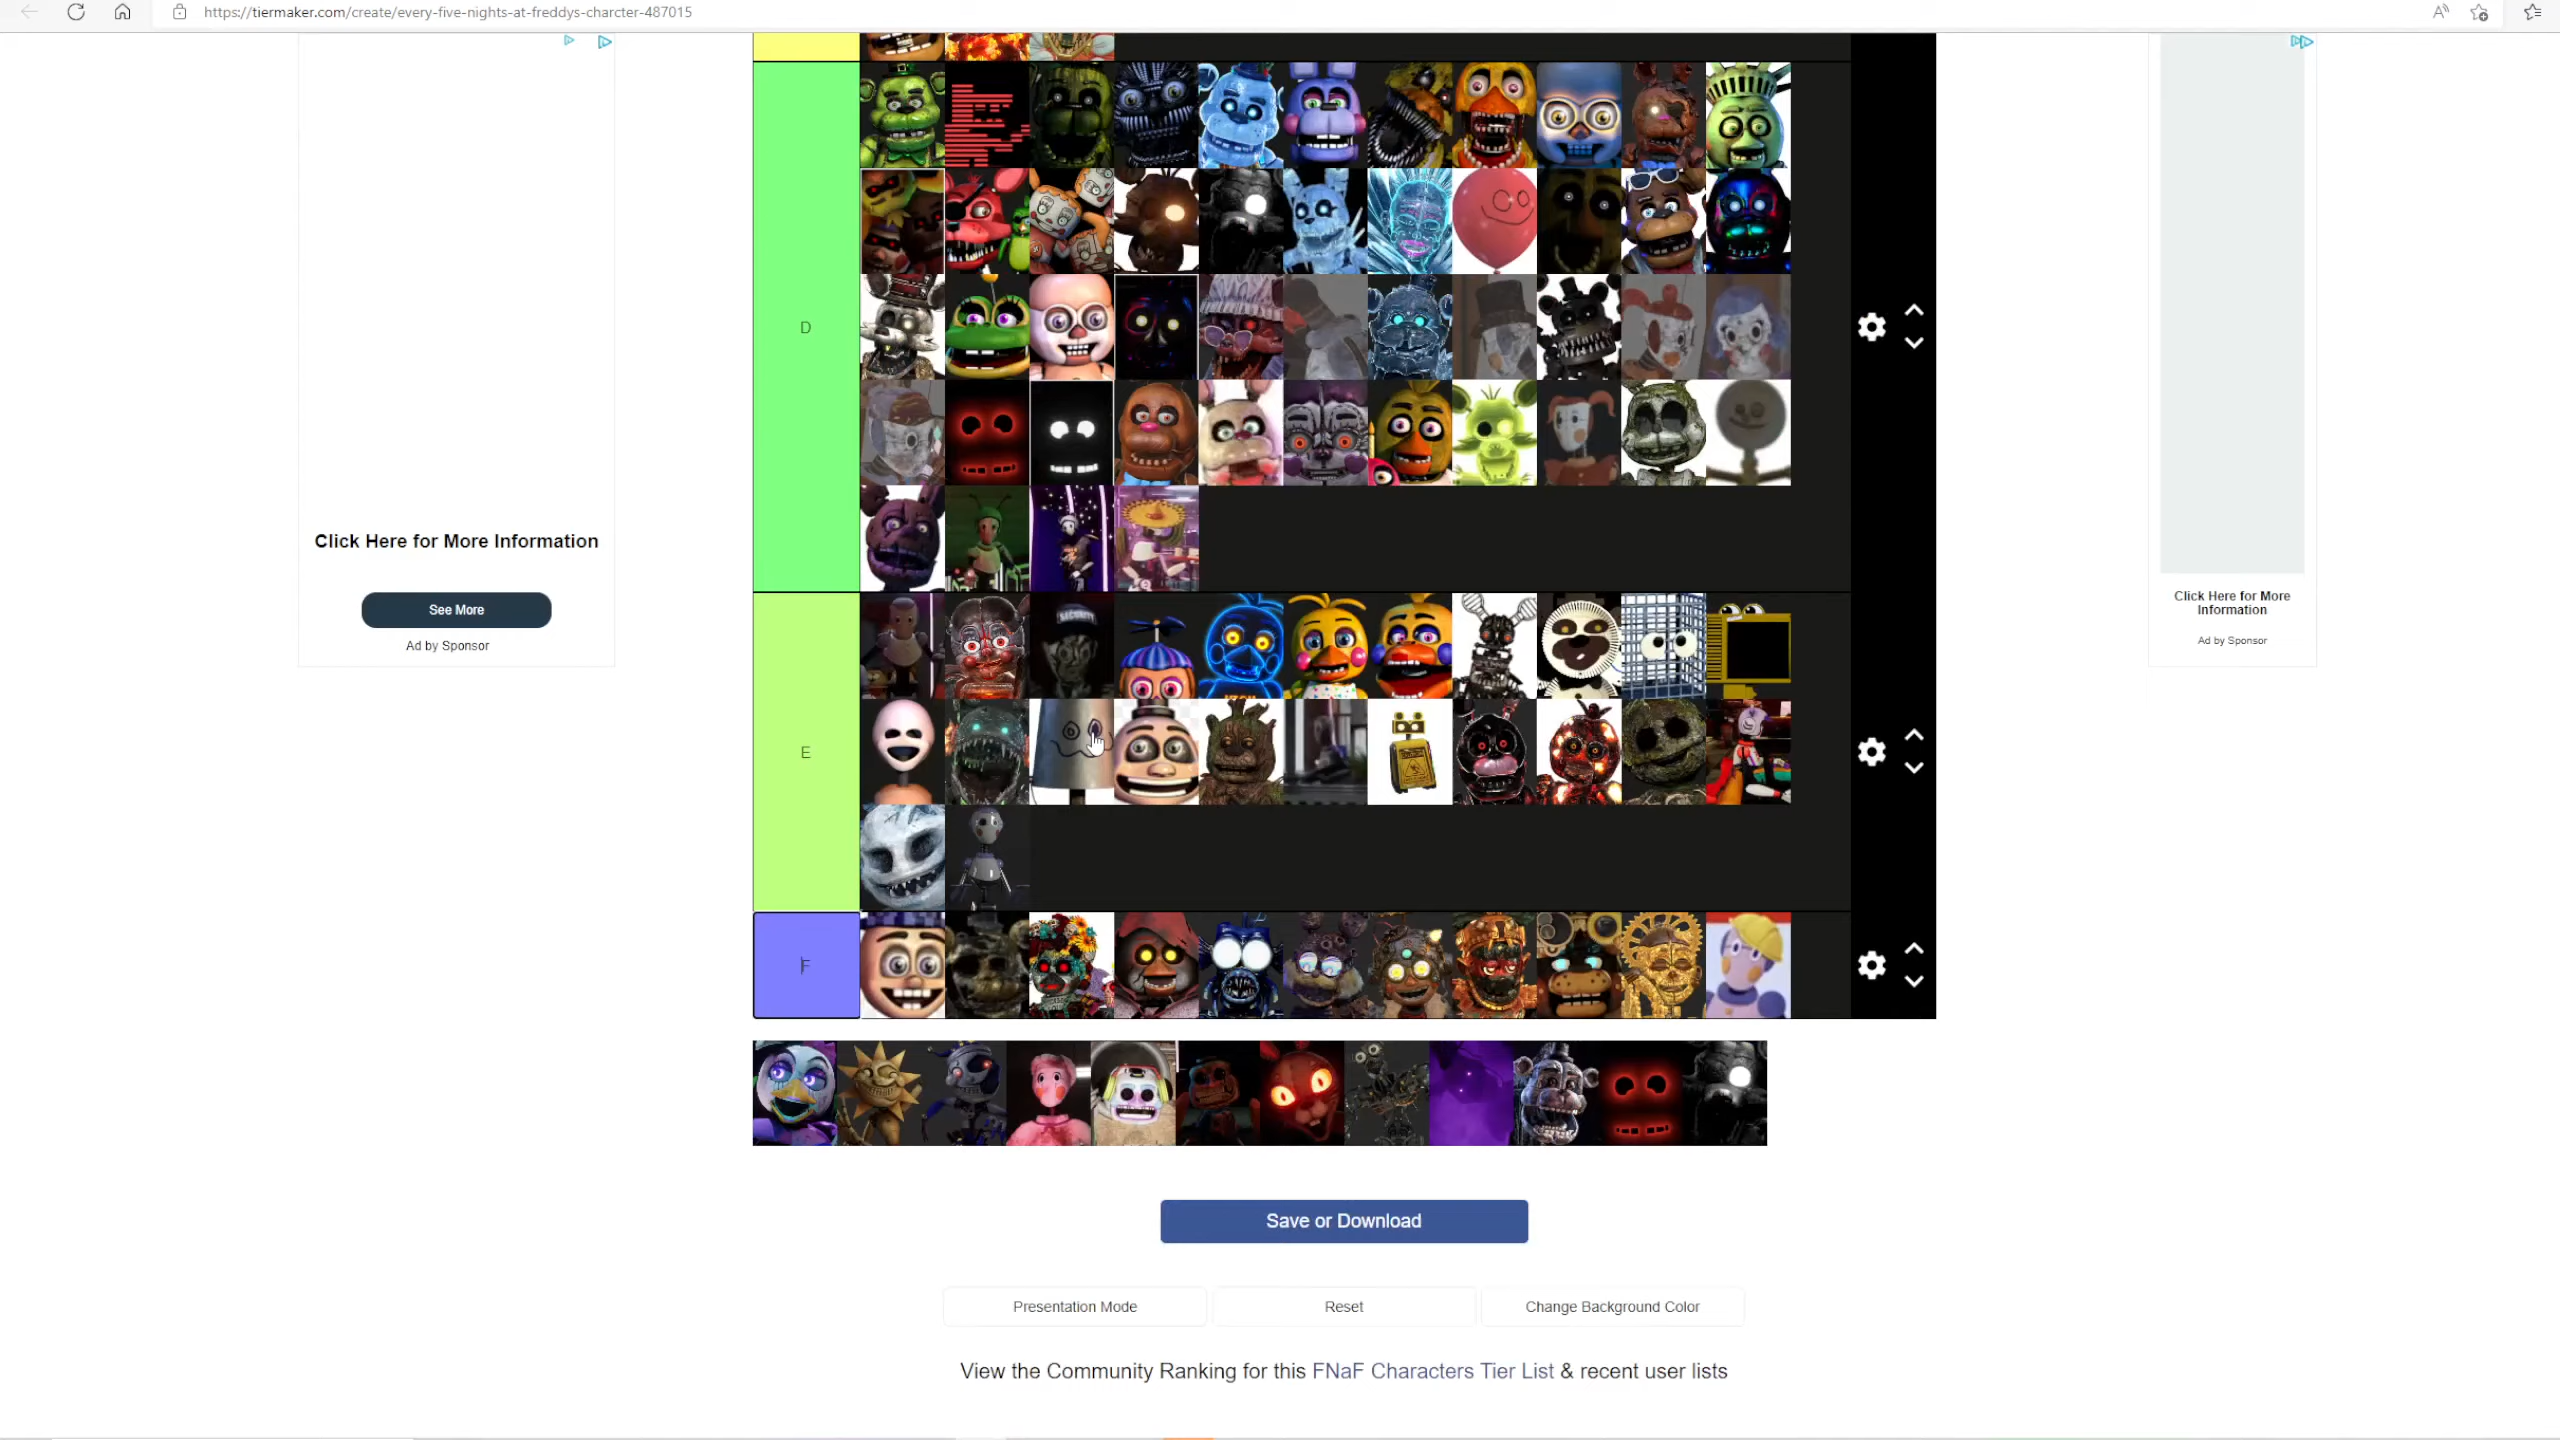 https://tiermaker.com/create/every-five-nights-at-freddys-charcter-487015
D
Click Here for More Information
See More
Ad by Sponsor
Click Here for More
Information
Ad by Sponsor
SECURITY
E
F
Save or Download
Presentation Mode
Reset
Change Background Color
View the Community Ranking for this FNaF Characters Tier List & recent user lists